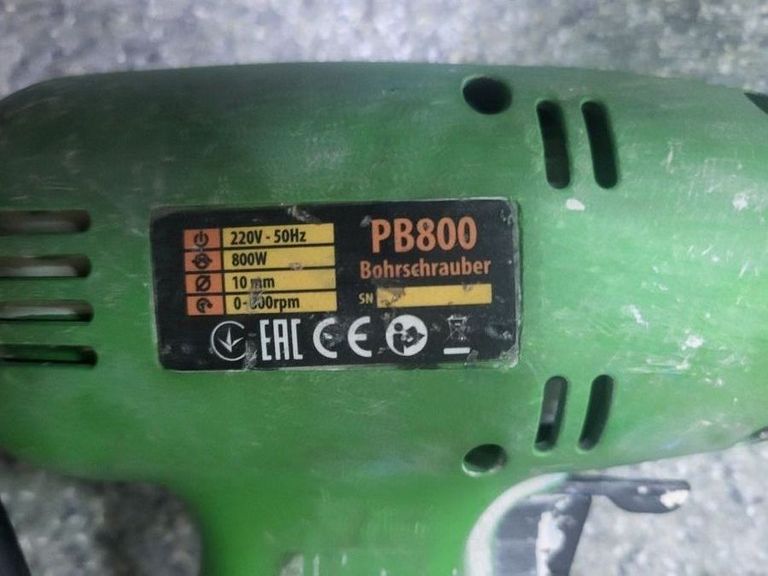 220V - 50Hz
800W
10 mm
PB800
Bohrschrauber
SN
EAC CE